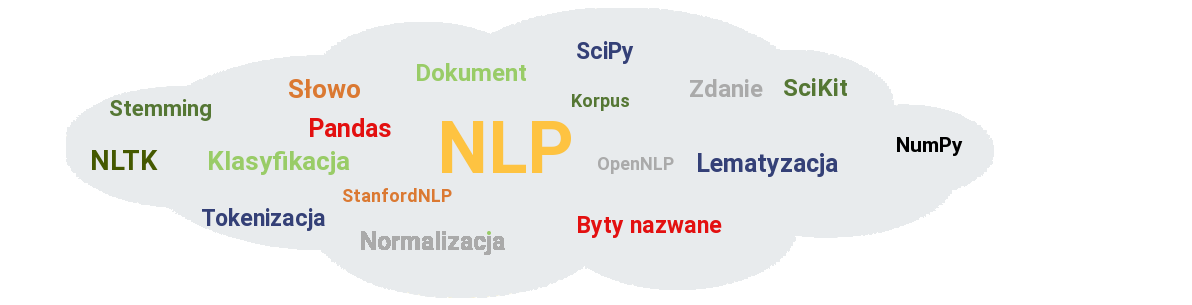 SciPy
Dokument
Słowo
Zdanie
SciKit
Stemming
Korpus
Pandas
NLP
NumPy
NLTK
Klasyfikacja
OpenNLP
Lematyzacja
StanfordNLP
Tokenizacja
Byty nazwane
Normalizacja